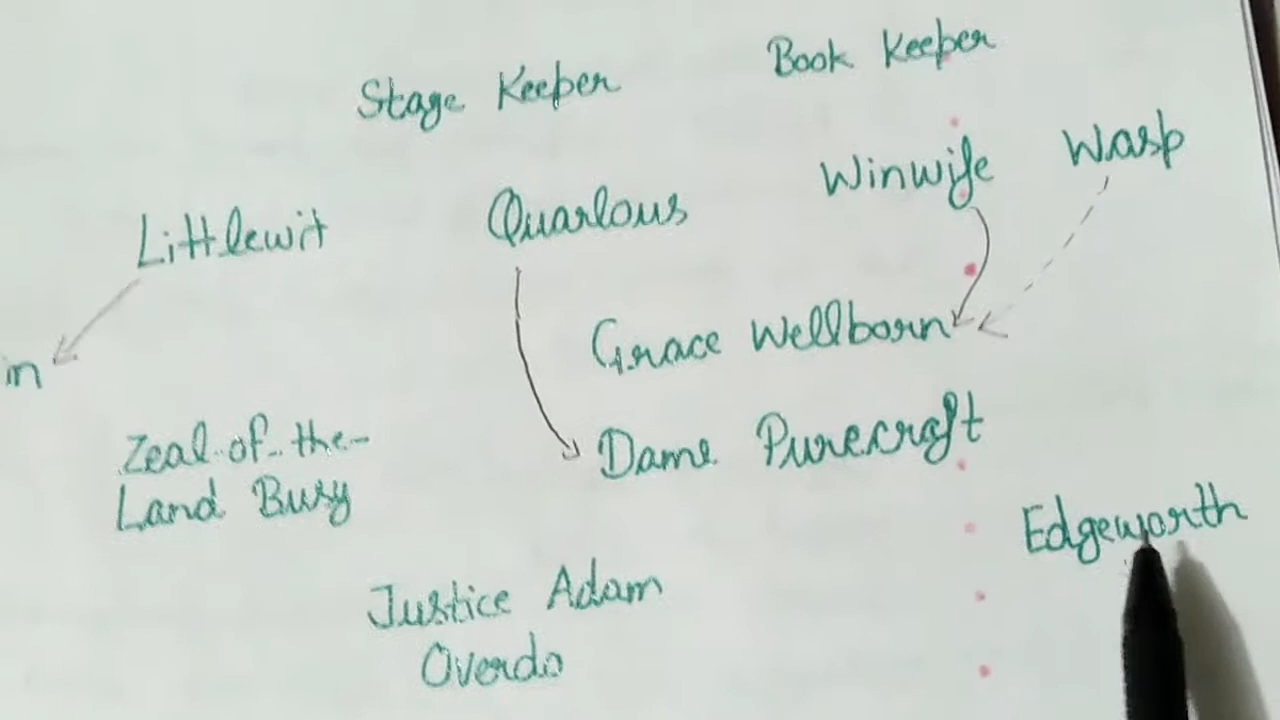 Stage Keeper
Book Keeper
Littlewit
Quarlous
Winwife
Wasp
in
Grace Wellborn
Dame Purecraft
Zeal-of-the-
Land Busy
Edgeworth
Justice Adam
Overdo